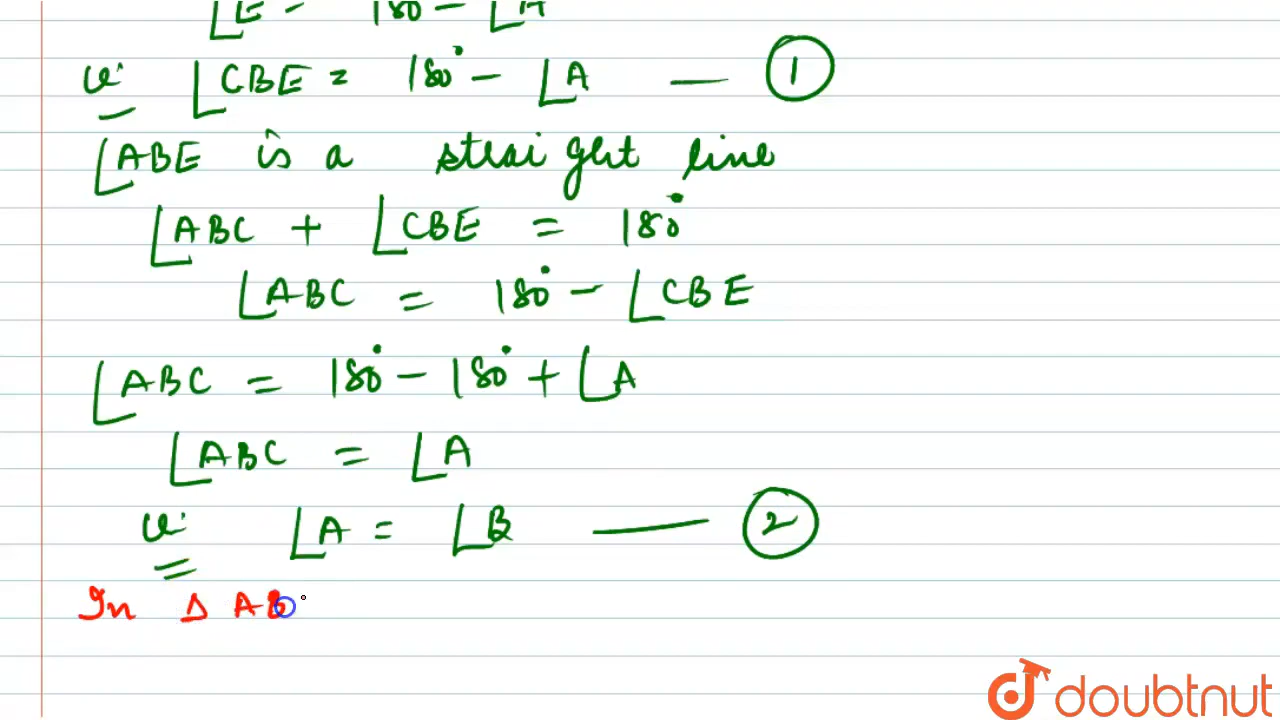 ∠E = 180 - ∠A
∠CBE = 180° - ∠A — 1
∠ABE is a straight line
∠ABC + ∠CBE = 180°
∠ABC = 180° - ∠CBE
∠ABC = 180° - 180° + ∠A
∠ABC = ∠A
∠A = ∠B — 2
In Δ AB
doubtnut